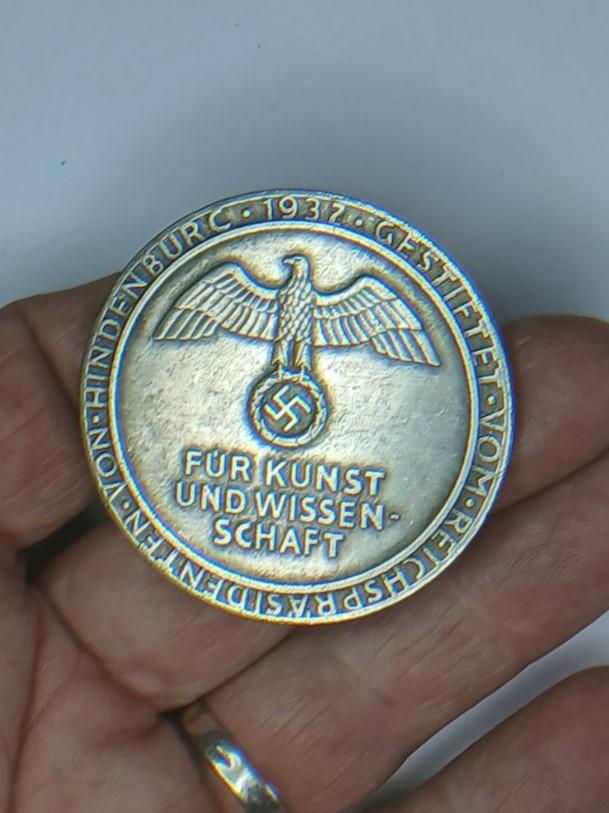 GESTIFTET · VOM · REICHSPRÄSIDENTEN · VON · HINDENBURG · 1932 ·
FÜR KUNST
UND WISSEN-
SCHAFT